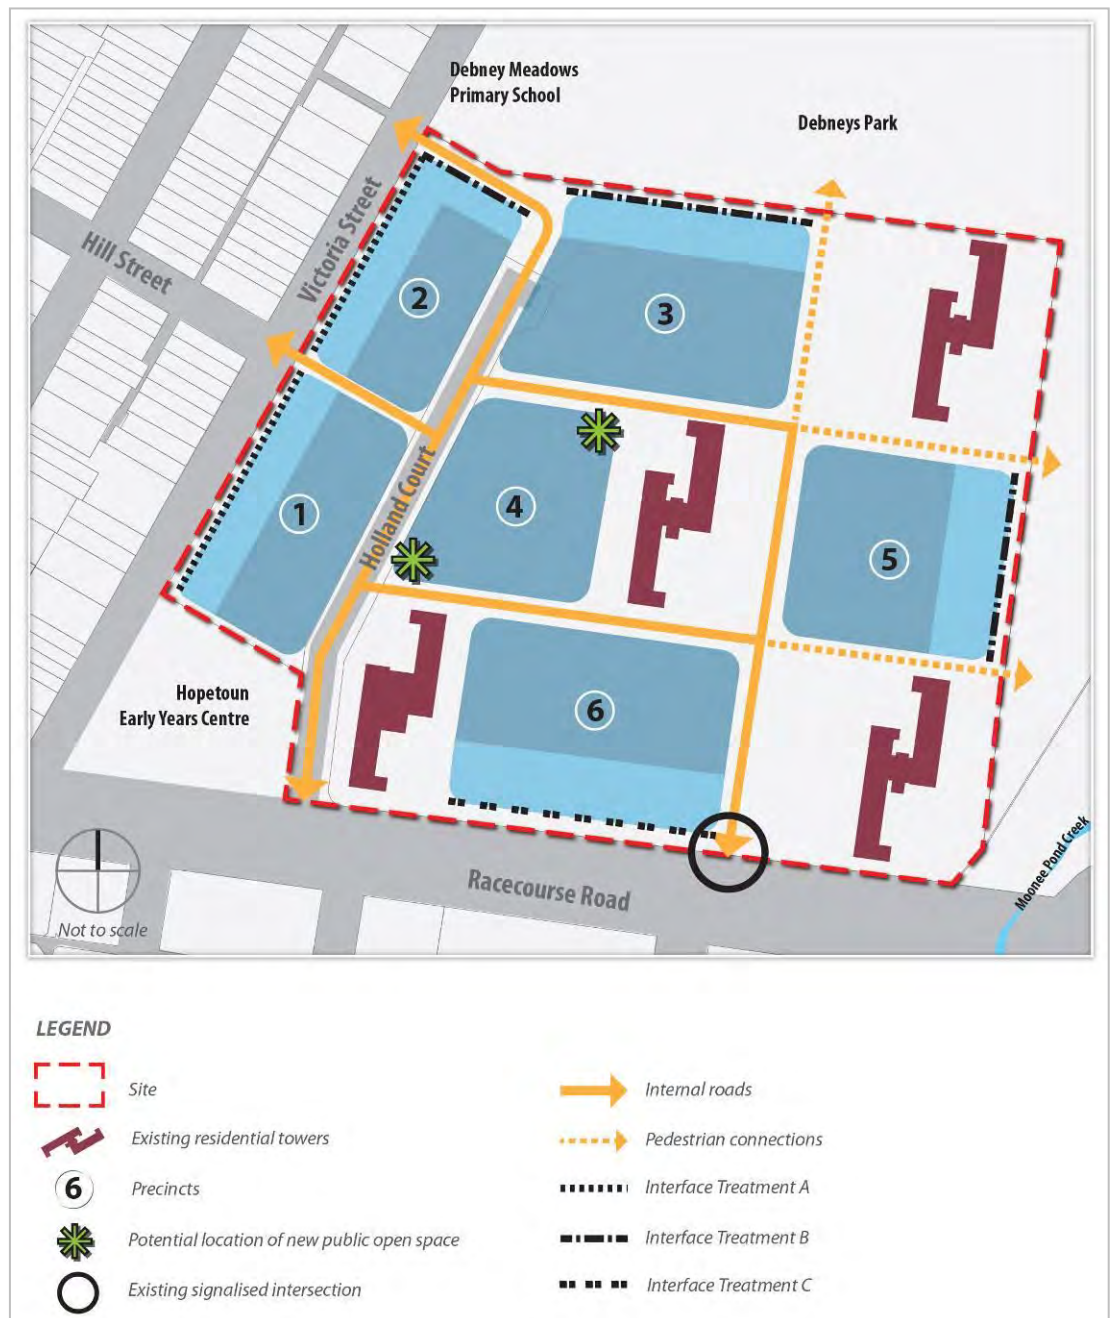 Debney Meadows
Primary School
Debneys Park
Victoria Street
Hill Street
2
3
Holland Court
4
1
5
Hopetoun
Early Years Centre
6
Racecourse Road
Moonee Pond Creek
Not to scale
LEGEND
Site
Internal roads
Existing residential towers
Pedestrian connections
6
Precincts
Interface Treatment A
Potential location of new public open space
Interface Treatment B
Existing signalised intersection
Interface Treatment C